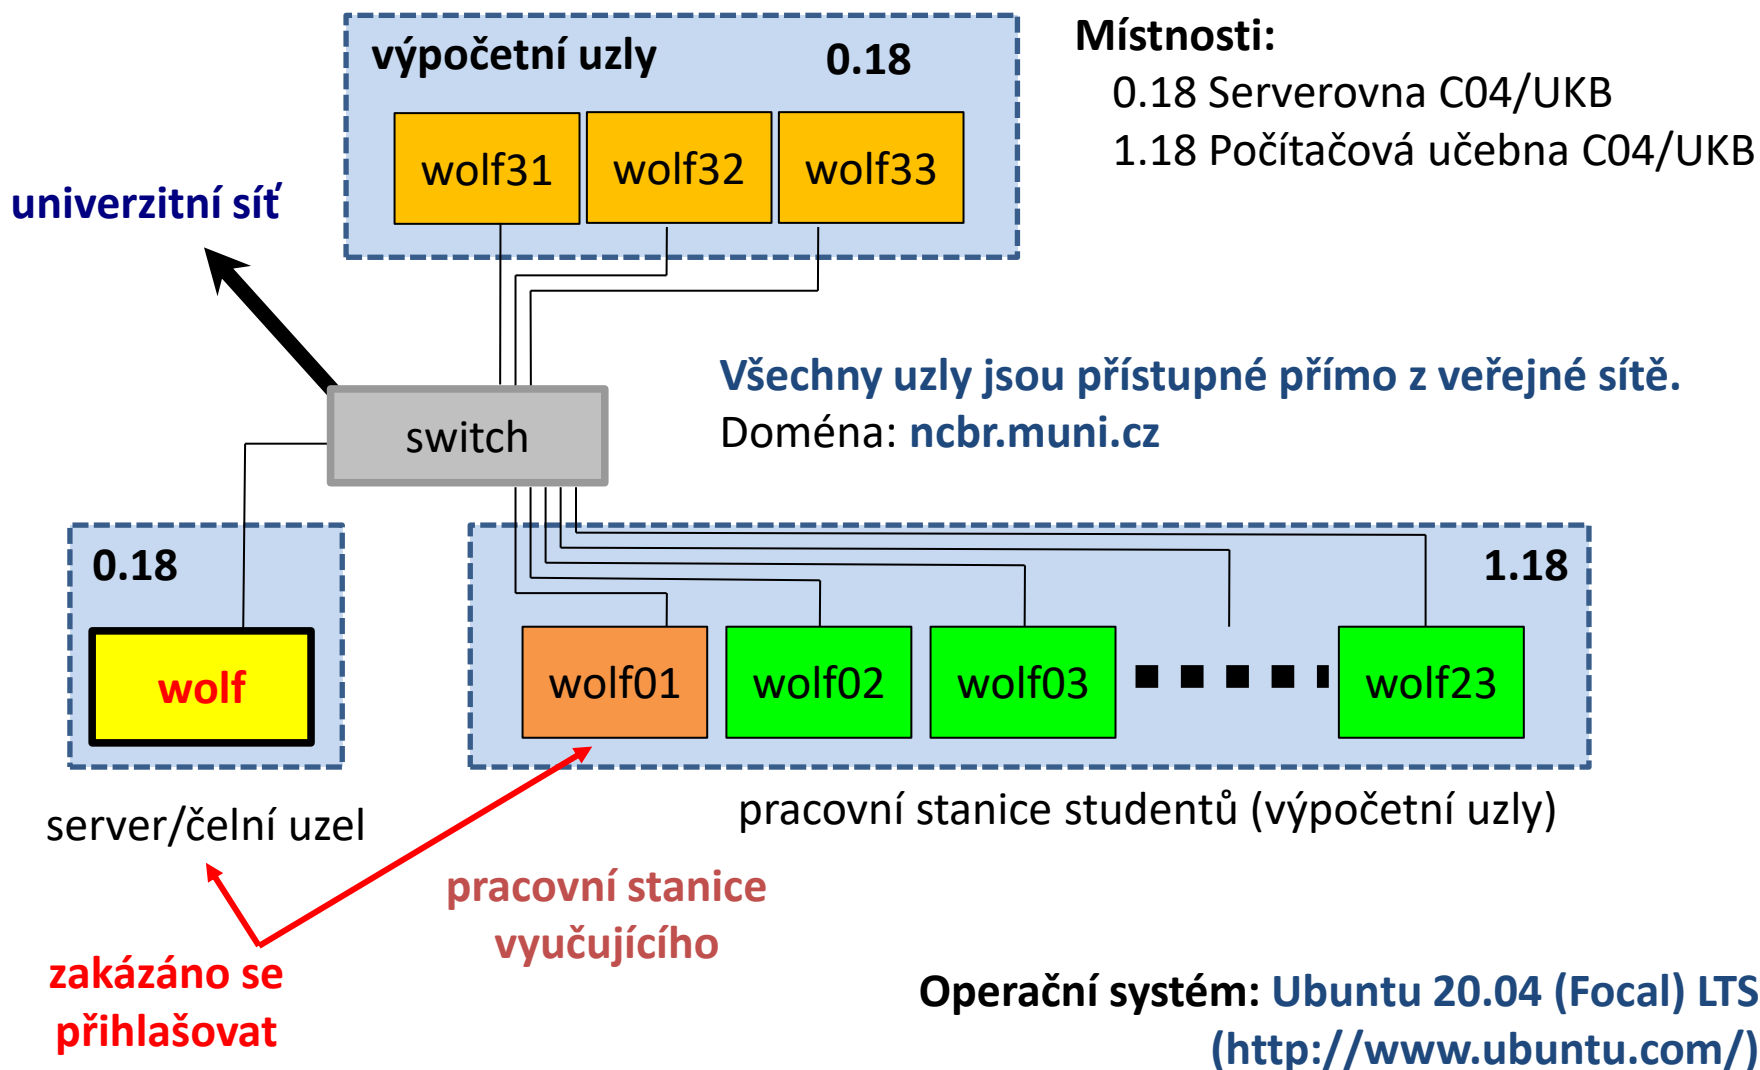 výpočetní uzly
0.18
wolf31
wolf32
wolf33
Místnosti:
0.18 Serverovna C04/UKB
1.18 Počítačová učebna C04/UKB
univerzitní síť
Všechny uzly jsou přístupné přímo z veřejné sítě.
Doména: ncbr.muni.cz
switch
0.18
wolf
server/čelní uzel
1.18
wolf01
wolf02
wolf03
wolf23
pracovní stanice studentů (výpočetní uzly)
pracovní stanice
vyučujícího
zakázáno se
přihlašovat
Operační systém: Ubuntu 20.04 (Focal) LTS
(http://www.ubuntu.com/)